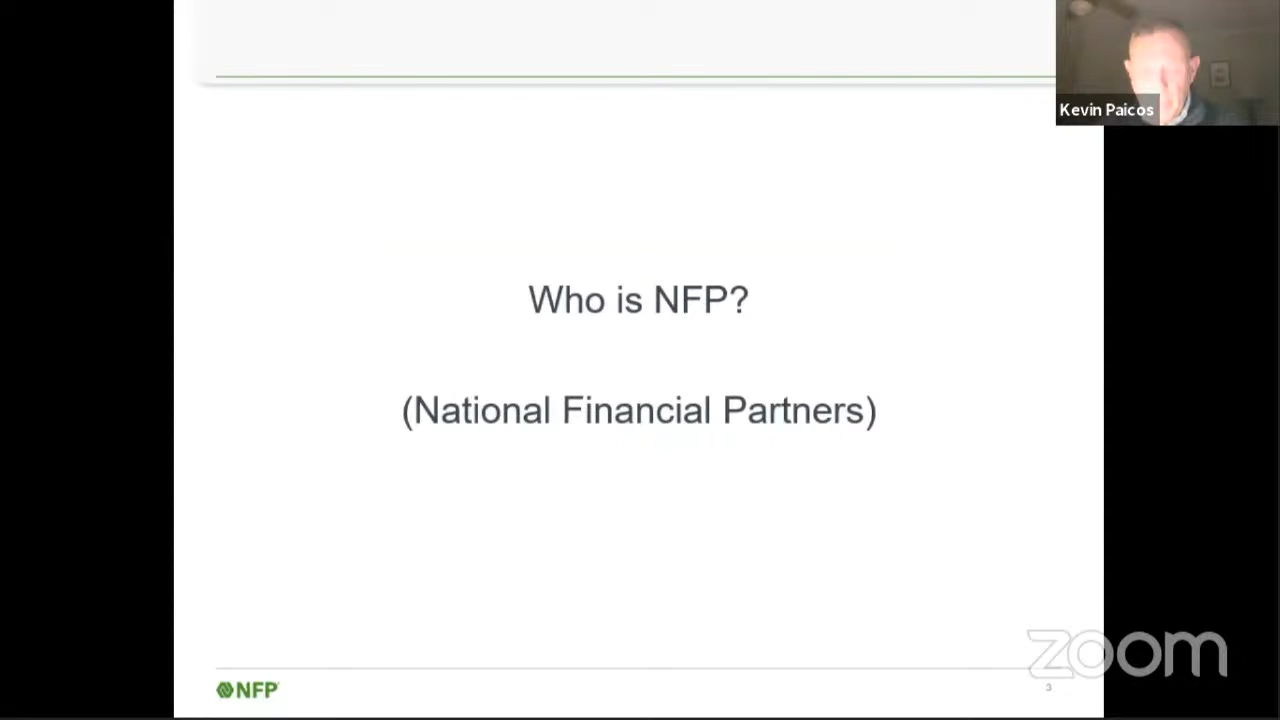 Kevin Paicos
Who is NFP?
(National Financial Partners)
NFP
3
zoom